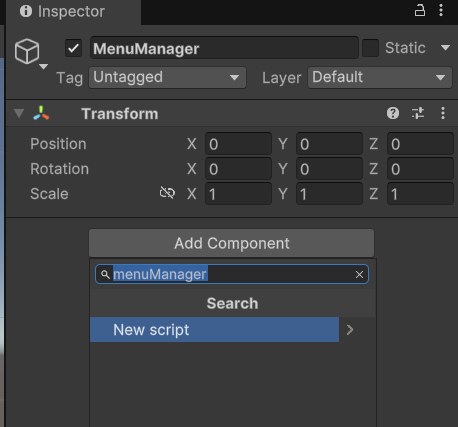 Inspector
MenuManager Static
Tag Untagged Layer Default
Transform
Position X 0 Y 0 Z 0
Rotation X 0 Y 0 Z 0
Scale X 1 Y 1 Z 1
Add Component
menuManager
Search
New script